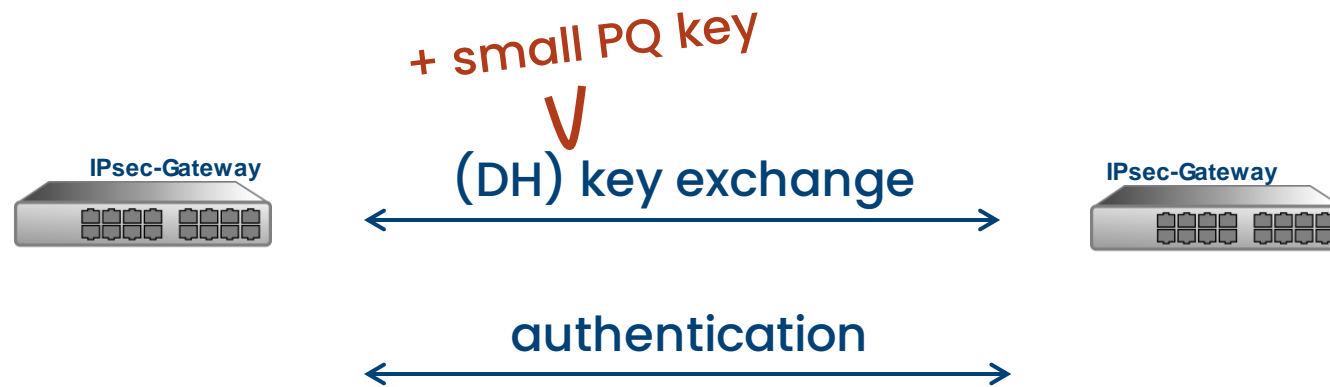 + small PQ key
IPsec-Gateway
(DH) key exchange
IPsec-Gateway
authentication